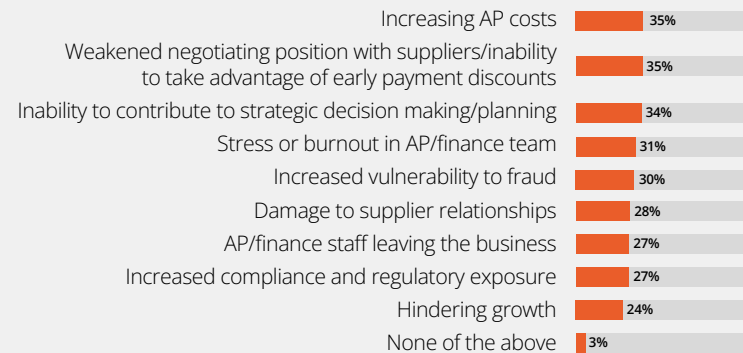 Increasing AP costs 35%
Weakened negotiating position with suppliers/inability
to take advantage of early payment discounts 35%
Inability to contribute to strategic decision making/planning 34%
Stress or burnout in AP/finance team 31%
Increased vulnerability to fraud 30%
Damage to supplier relationships 28%
AP/finance staff leaving the business 27%
Increased compliance and regulatory exposure 27%
Hindering growth 24%
None of the above 3%